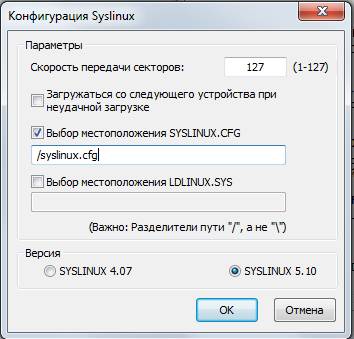 Конфигурация Syslinux
Параметры
Скорость передачи секторов: 127 (1-127)
Загружаться со следующего устройства при
неудачной загрузке
Выбор местоположения SYSLINUX.CFG
/syslinux.cfg
Выбор местоположения LDLINUX.SYS
(Важно: Разделители пути "/", а не "\")
Версия
SYSLINUX 4.07 SYSLINUX 5.10
OK Отмена